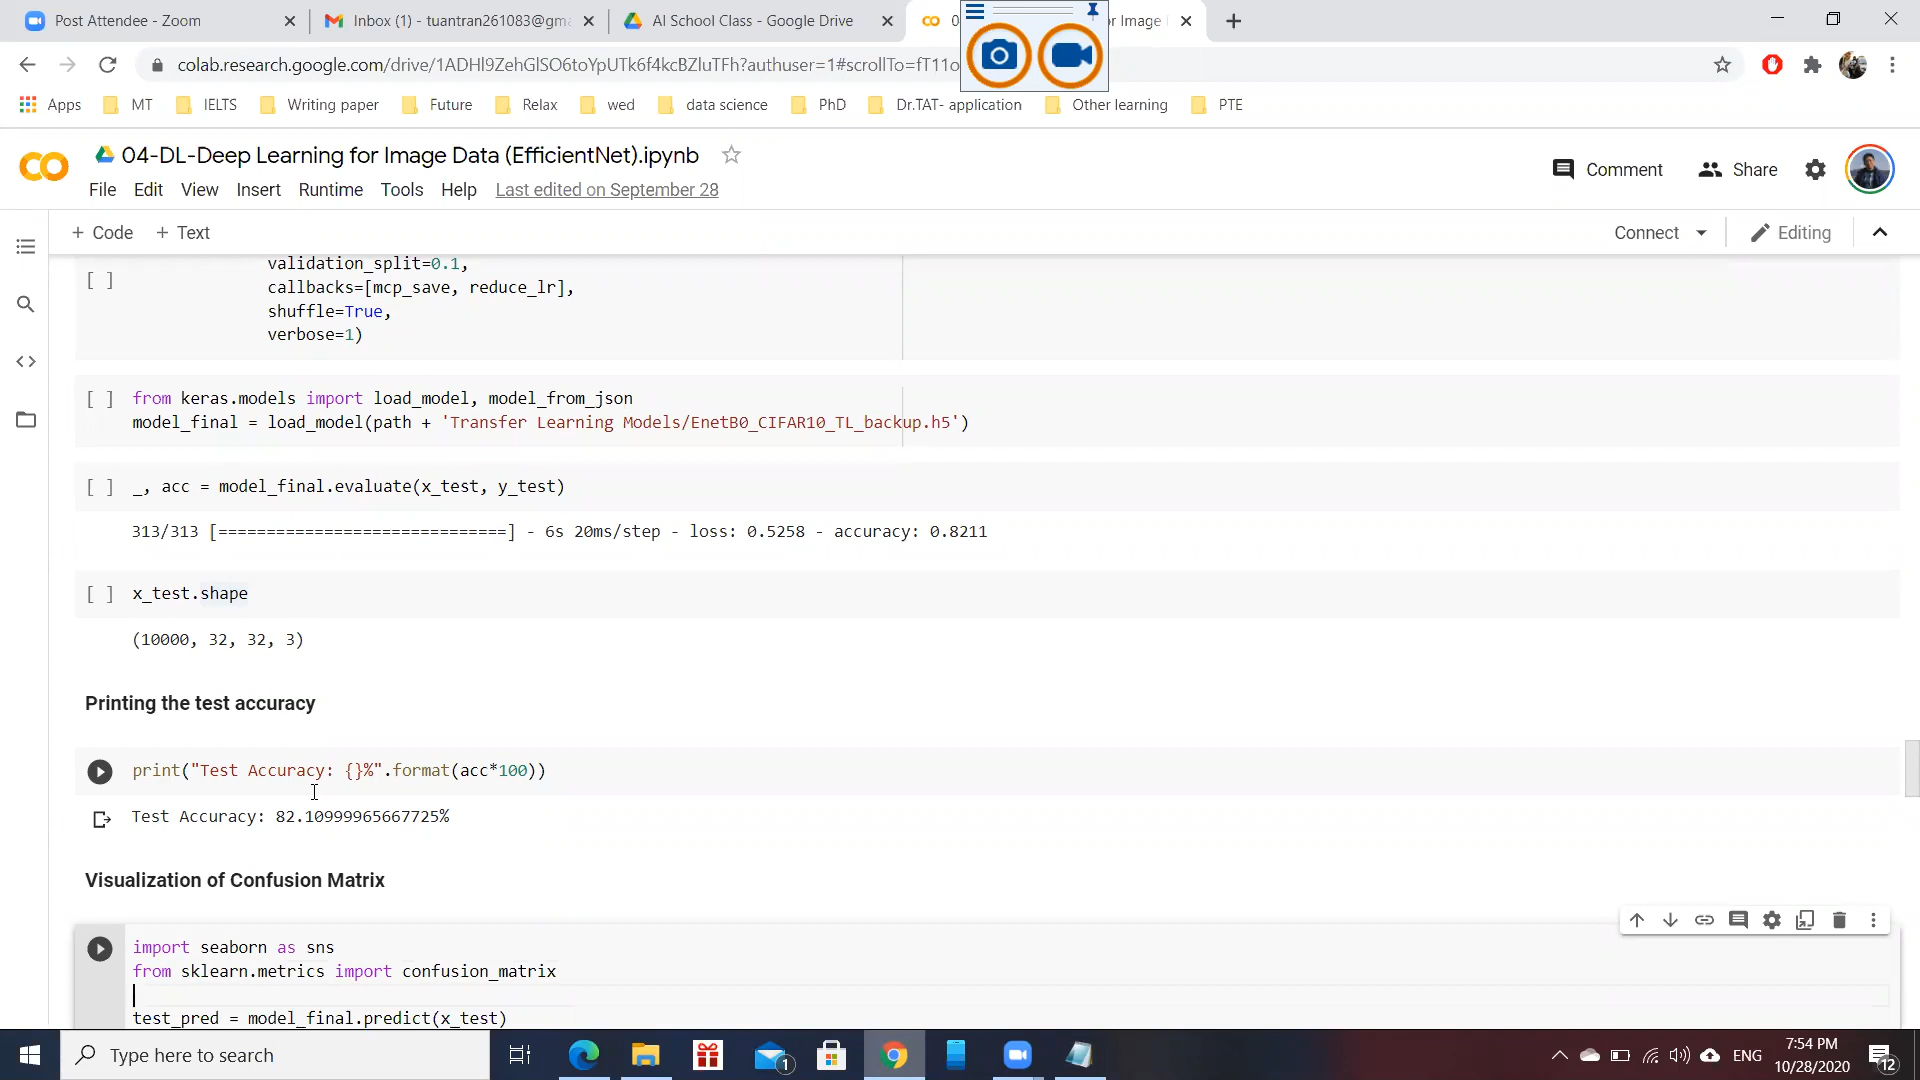 Post Attendee - Zoom
Inbox (1) - tuantran261083@gma
AI School Class - Google Drive
or Image
colab.research.google.com/drive/1ADHl9ZehGlSO6toYpUTk6f4kcBZluTFh?authuser=1#scrollTo=fT11o
Apps
MT
IELTS
Writing paper
Future
Relax
wed
data science
PhD
Dr.TAT- application
Other learning
PTE
04-DL-Deep Learning for Image Data (EfficientNet).ipynb
Comment
Share
File Edit View Insert Runtime Tools Help Last edited on September 28
+ Code + Text
Connect
Editing
validation_split=0.1,
[ ]
callbacks=[mcp_save, reduce_lr],
shuffle=True,
verbose=1)
[ ] from keras.models import load_model, model_from_json
model_final = load_model(path + 'Transfer Learning Models/EnetB0_CIFAR10_TL_backup.h5')
[ ] _, acc = model_final.evaluate(x_test, y_test)
313/313 [==============================] - 6s 20ms/step - loss: 0.5258 - accuracy: 0.8211
[ ] x_test.shape
(10000, 32, 32, 3)
Printing the test accuracy
print("Test Accuracy: {}%".format(acc*100))
Test Accuracy: 82.10999965667725%
Visualization of Confusion Matrix
import seaborn as sns
from sklearn.metrics import confusion_matrix
test_pred = model_final.predict(x_test)
Type here to search
1
ENG
7:54 PM
10/28/2020
12